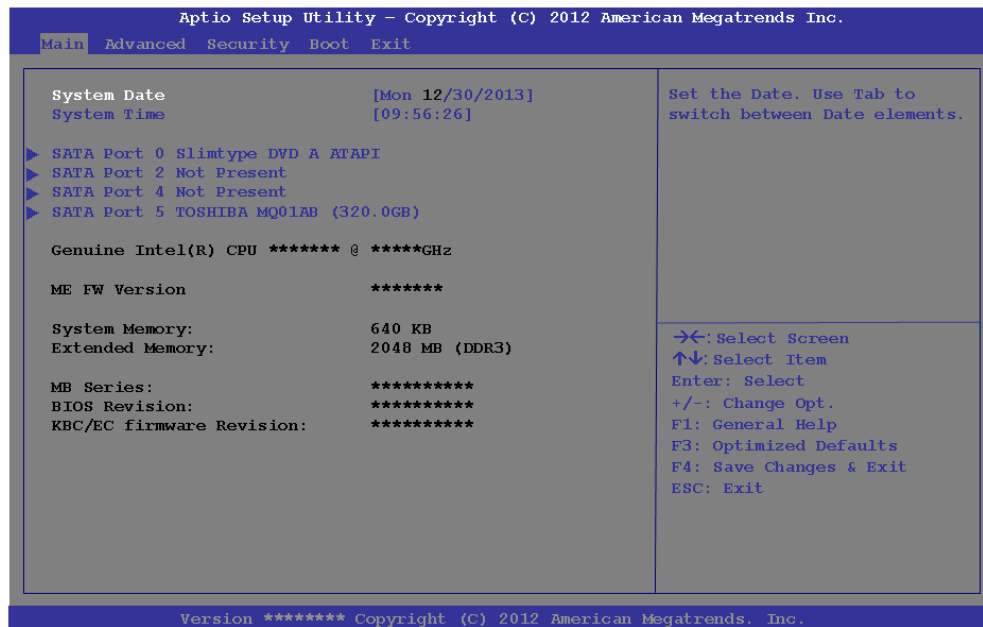 Aptio Setup Utility - Copyright (C) 2012 American Megatrends Inc.
Main Advanced Security Boot Exit
System Date [Mon 12/30/2013]
System Time [09:56:26]
▶ SATA Port 0 Slimtype DVD A ATAPI
▶ SATA Port 2 Not Present
▶ SATA Port 4 Not Present
▶ SATA Port 5 TOSHIBA MQ01AB (320.0GB)
Genuine Intel(R) CPU ******* @ *****GHz
ME FW Version *******
System Memory: 640 KB
Extended Memory: 2048 MB (DDR3)
MB Series: **********
BIOS Revision: **********
KBC/EC firmware Revision: **********
Set the Date. Use Tab to
switch between Date elements.
→←:Select Screen
↑↓:Select Item
Enter: Select
+/-: Change Opt.
F1: General Help
F3: Optimized Defaults
F4: Save Changes & Exit
ESC: Exit
Version ******** Copyright (C) 2012 American Megatrends. Inc.